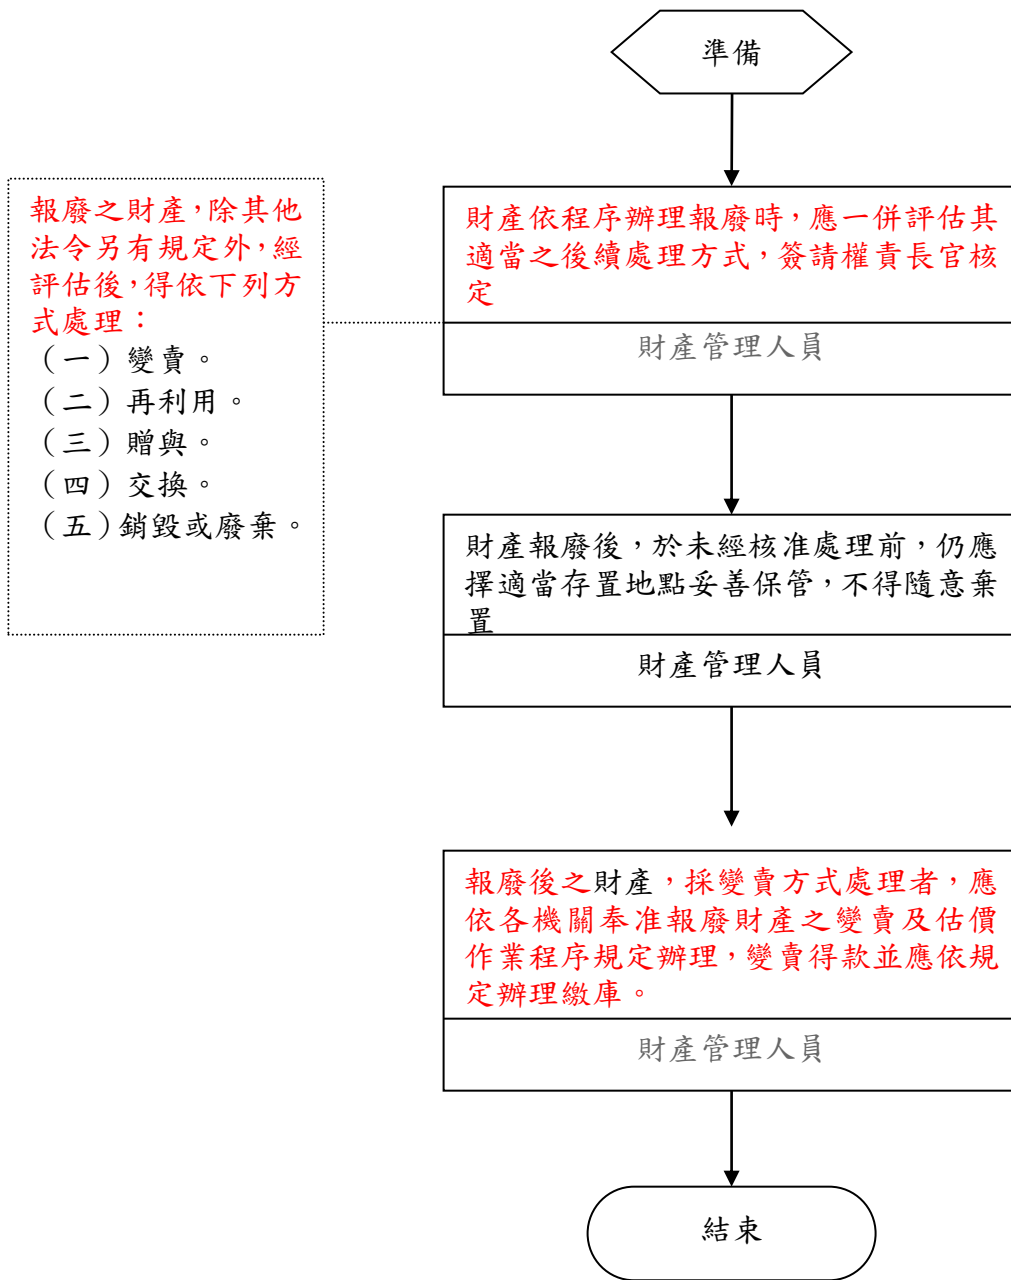 準備
報廢之財產，除其他
法令另有規定外，經
評估後，得依下列方
式處理：
（一）變賣。
（二）再利用。
（三）贈與。
（四）交換。
（五）銷毀或廢棄。
財產依程序辦理報廢時，應一併評估其
適當之後續處理方式，簽請權責長官核
定
財產管理人員
財產報廢後，於未經核准處理前，仍應
擇適當存置地點妥善保管，不得隨意棄
置
財產管理人員
報廢後之財產，採變賣方式處理者，應
依各機關奉准報廢財產之變賣及估價
作業程序規定辦理，變賣得款並應依規
定辦理繳庫。
財產管理人員
結束